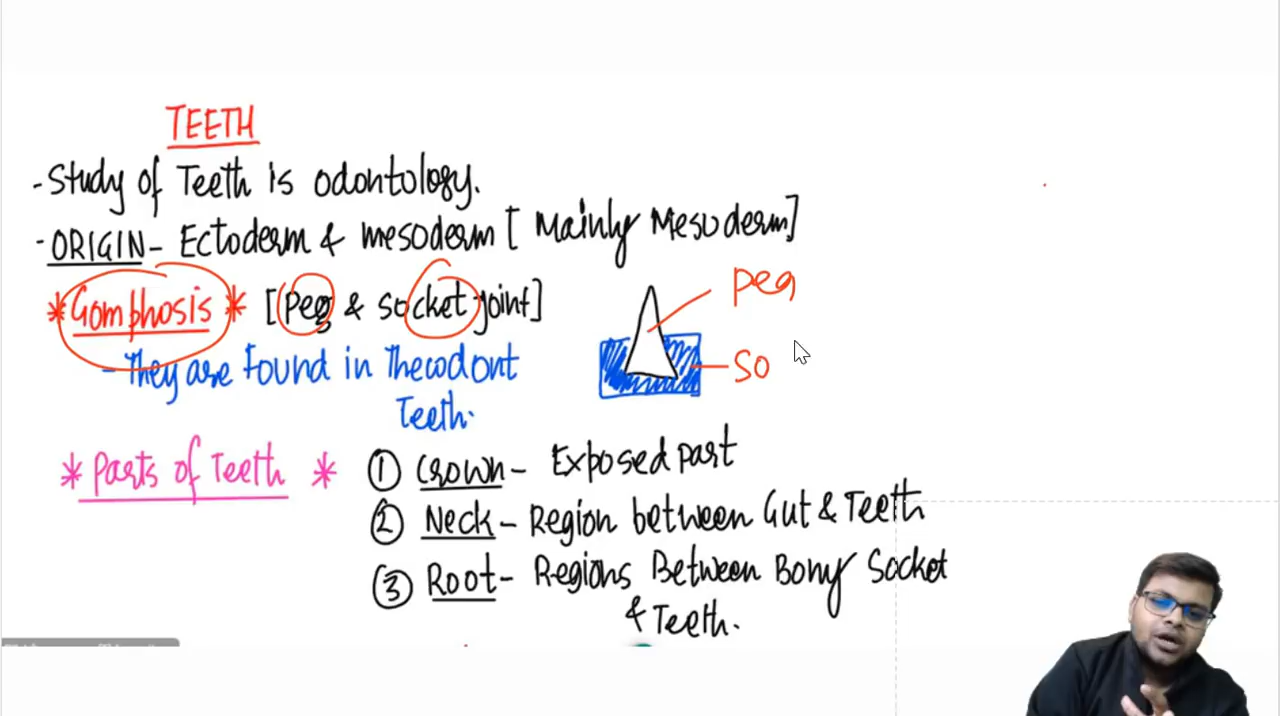 TEETH
- Study of Teeth is odontology.
- ORIGIN - Ectoderm & mesoderm [Mainly Mesoderm]
* Gomphosis * [Peg & socket joint]
Peg
- They are found in Thecodont
So
Teeth.
* Parts of Teeth * ① Crown - Exposed part
② Neck - Region between Gut & Teeth
③ Root - Regions Between Bony Socket
& Teeth.